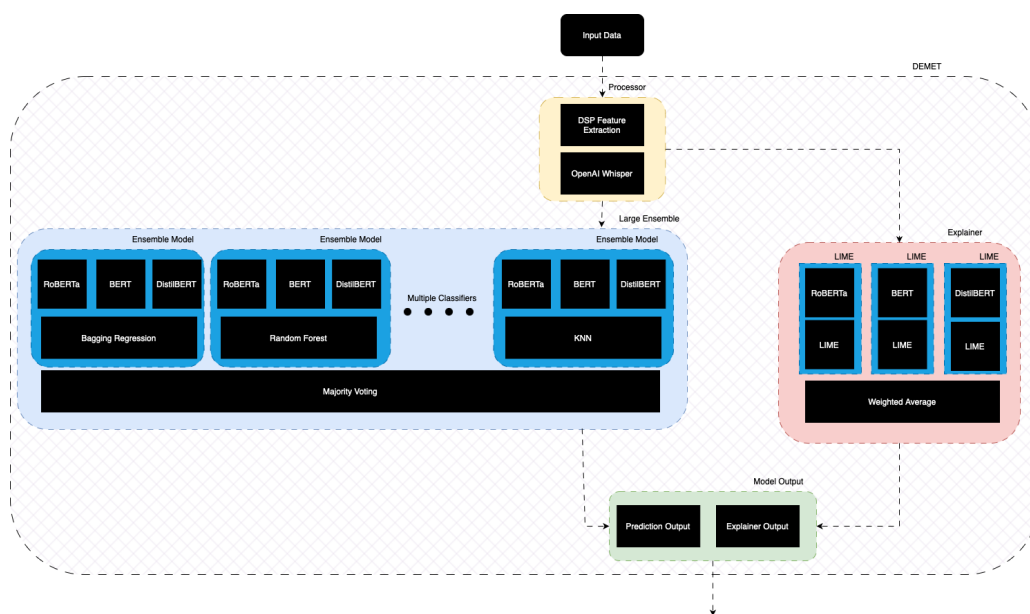 Input Data
DEMET
Processor
DSP Feature
Extraction
OpenAI Whisper
Large Ensemble
Ensemble Model
Ensemble Model
Ensemble Model
Explainer
RoBERTa
BERT
DistilBERT
RoBERTa
BERT
DistilBERT
Multiple Classifiers
RoBERTa
BERT
DistilBERT
Bagging Regression
Random Forest
KNN
Majority Voting
LIME
LIME
LIME
RoBERTa
BERT
DistilBERT
LIME
LIME
LIME
Weighted Average
Model Output
Prediction Output
Explainer Output